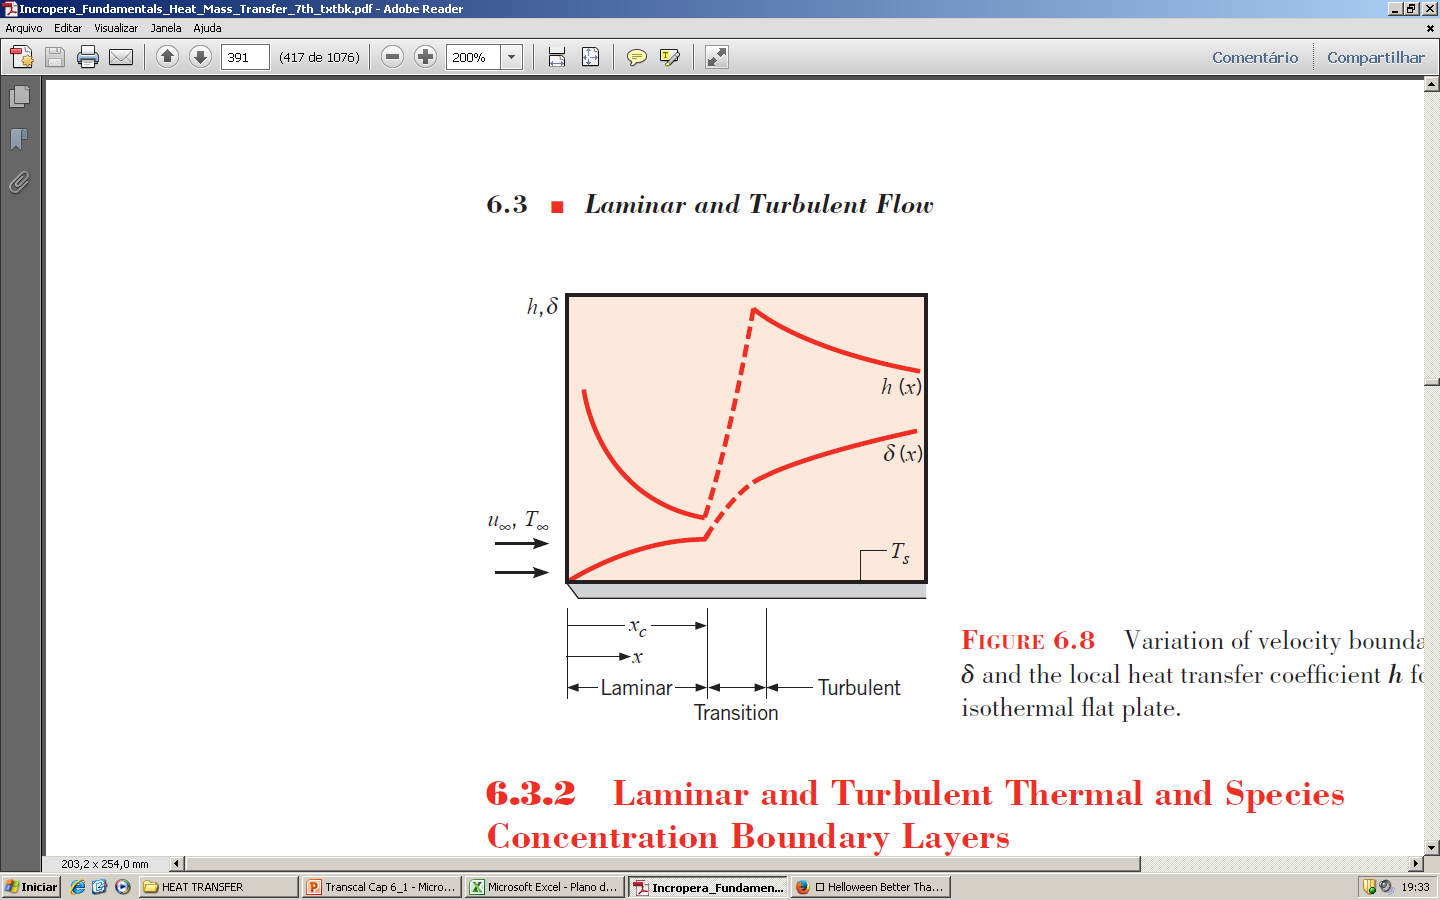 Incropera_Fundamentals_Heat_Mass_Transfer_7th_txtbk.pdf - Adobe Reader
Arquivo Editar Visualizar Janela Ajuda
391 (417 de 1076) 200% Comentário Compartilhar
6.3 ■ Laminar and Turbulent Flow
h, δ
h (x)
δ (x)
u∞, T∞
Ts
xc
x
Laminar Turbulent
Transition
FIGURE 6.8 Variation of velocity bounda
δ and the local heat transfer coefficient h fo
isothermal flat plate.
6.3.2 Laminar and Turbulent Thermal and Species
Concentration Boundary Layers
203,2 x 254,0 mm
Iniciar HEAT TRANSFER Transcal Cap 6_1 - Micro... Microsoft Excel - Plano d... Incropera_Fundamen... Helloween Better Tha... 19:33